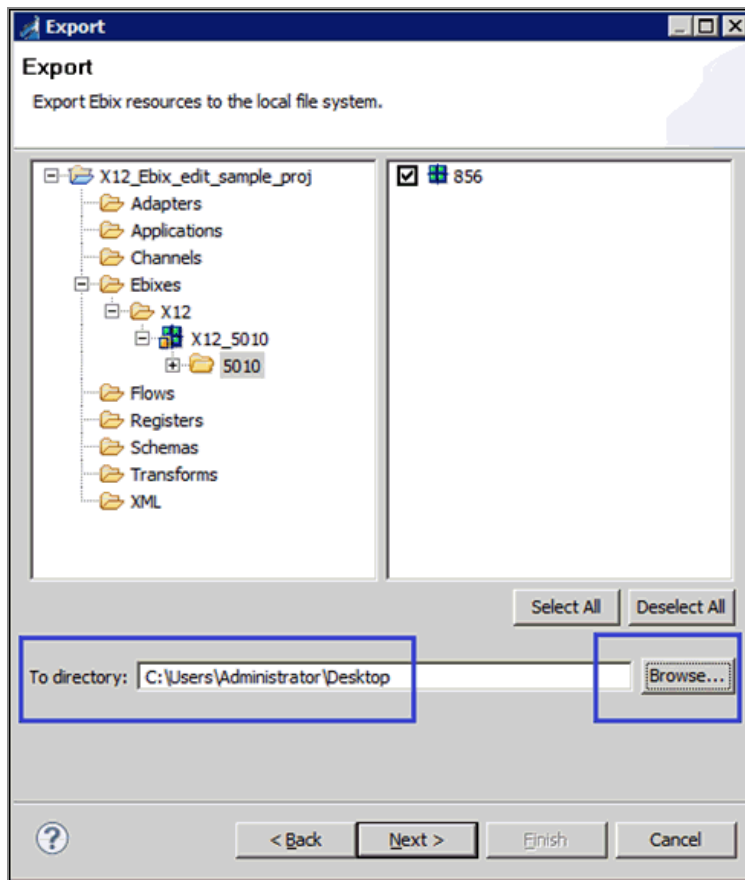 Export
Export
Export Ebix resources to the local file system.
X12_Ebix_edit_sample_proj
Adapters
Applications
Channels
Ebixes
X12
X12_5010
5010
Flows
Registers
Schemas
Transforms
XML
856
Select All
Deselect All
To directory: C:\Users\Administrator\Desktop
Browse...
?
< Back
Next >
Finish
Cancel